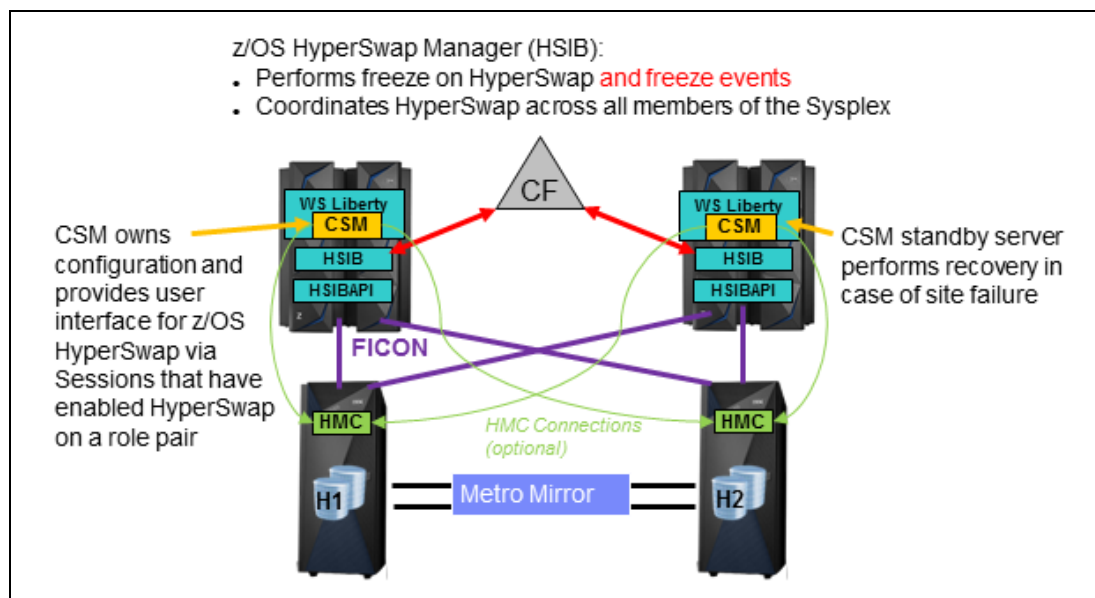 z/OS HyperSwap Manager (HSIB):
• Performs freeze on HyperSwap and freeze events
• Coordinates HyperSwap across all members of the Sysplex
CF
WS Liberty
CSM
HSIB
HSIBAPI
z
WS Liberty
CSM
HSIB
HSIBAPI
CSM owns
configuration and
provides user
interface for z/OS
HyperSwap via
Sessions that have
enabled HyperSwap
on a role pair
CSM standby server
performs recovery in
case of site failure
FICON
HMC
HMC Connections
(optional)
HMC
H1
Metro Mirror
H2